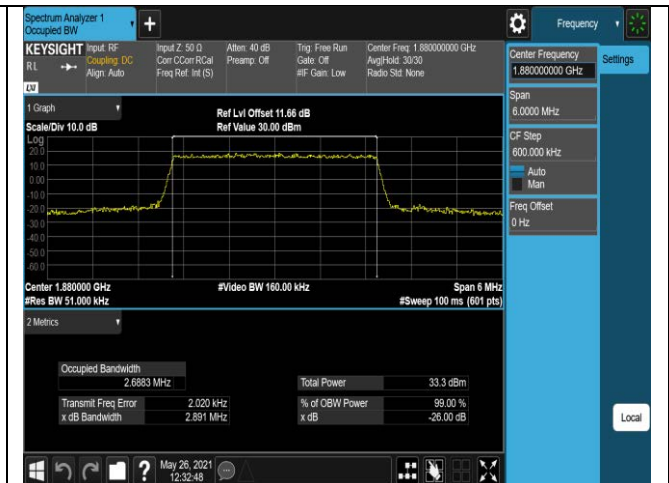 Spectrum Analyzer 1
Occupied BW
+
Frequency
KEYSIGHT
RL
Input: RF
Coupling: DC
Align: Auto
Input Z: 50 Ω
Corr CCorr RCal
Freq Ref: Int (S)
Atten: 40 dB
Preamp: Off
Trig: Free Run
Gate: Off
#IF Gain: Low
Center Freq: 1.880000000 GHz
Avg|Hold: 30/30
Radio Std: None
LXI
1 Graph
Scale/Div 10.0 dB
Ref Lvl Offset 11.66 dB
Ref Value 30.00 dBm
Log
20.0
10.0
0.00
-10.0
-20.0
-30.0
-40.0
-50.0
-60.0
Center 1.880000 GHz
#Res BW 51.000 kHz
#Video BW 160.00 kHz
Span 6 MHz
#Sweep 100 ms (601 pts)
2 Metrics
Occupied Bandwidth
2.6883 MHz
Transmit Freq Error 2.020 kHz
x dB Bandwidth 2.891 MHz
Total Power 33.3 dBm
% of OBW Power 99.00 %
x dB -26.00 dB
Center Frequency
1.880000000 GHz
Settings
Span
6.0000 MHz
CF Step
600.000 kHz
Auto
Man
Freq Offset
0 Hz
Local
?
May 26, 2021
12:32:48